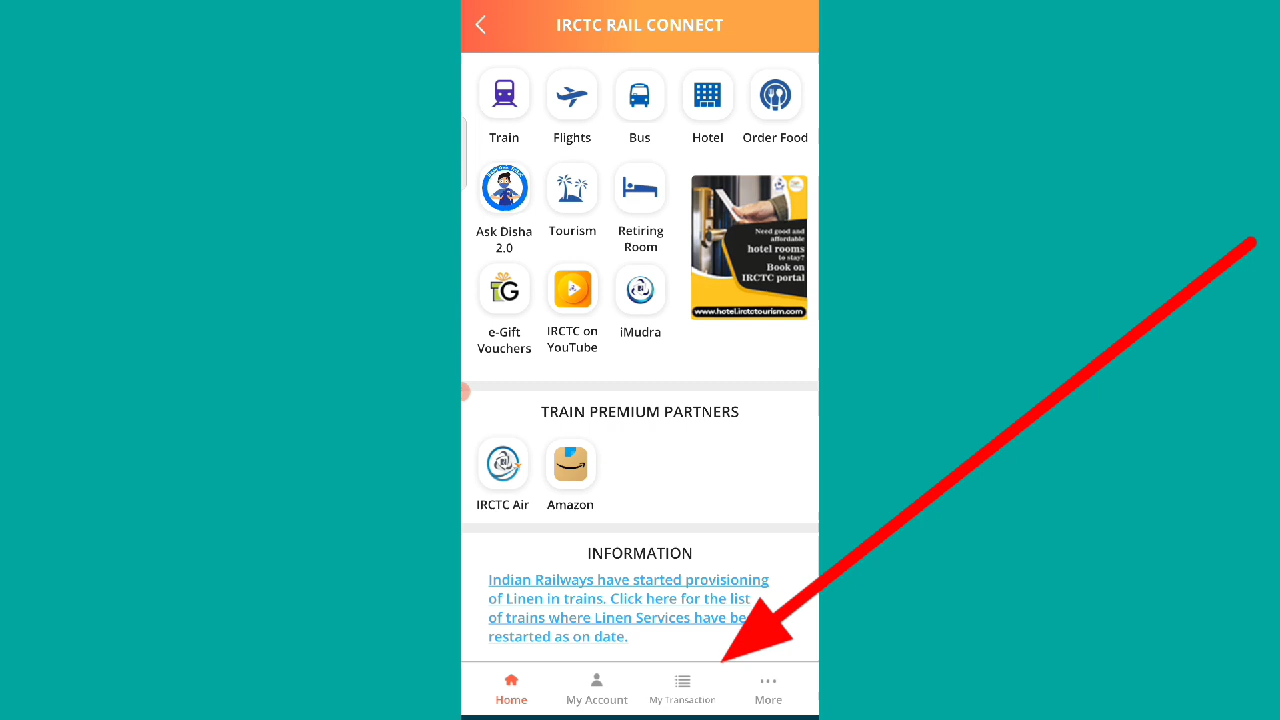 IRCTC RAIL CONNECT
Train
Flights
Bus
Hotel
Order Food
Ask Disha
2.0
Tourism
Retiring
Room
Need good and
affordable
hotel rooms
to stay?
Book on
IRCTC portal
www.hotel.irctctourism.com
TG
e-Gift
Vouchers
IRCTC on
YouTube
iMudra
TRAIN PREMIUM PARTNERS
IRCTC Air
Amazon
INFORMATION
Indian Railways have started provisioning
of Linen in trains. Click here for the list
of trains where Linen Services have be
restarted as on date.
Home
My Account
My Transaction
More